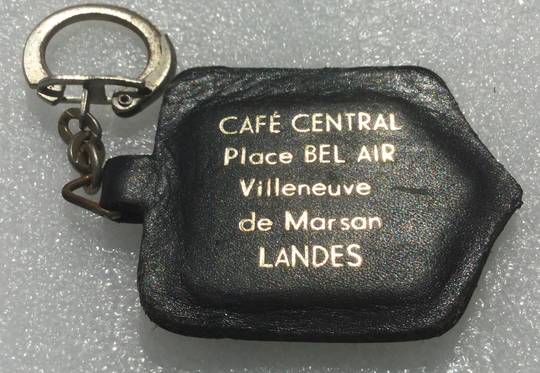 CAFÉ CENTRAL
Place BEL AIR
Villeneuve
de Marsan
LANDES